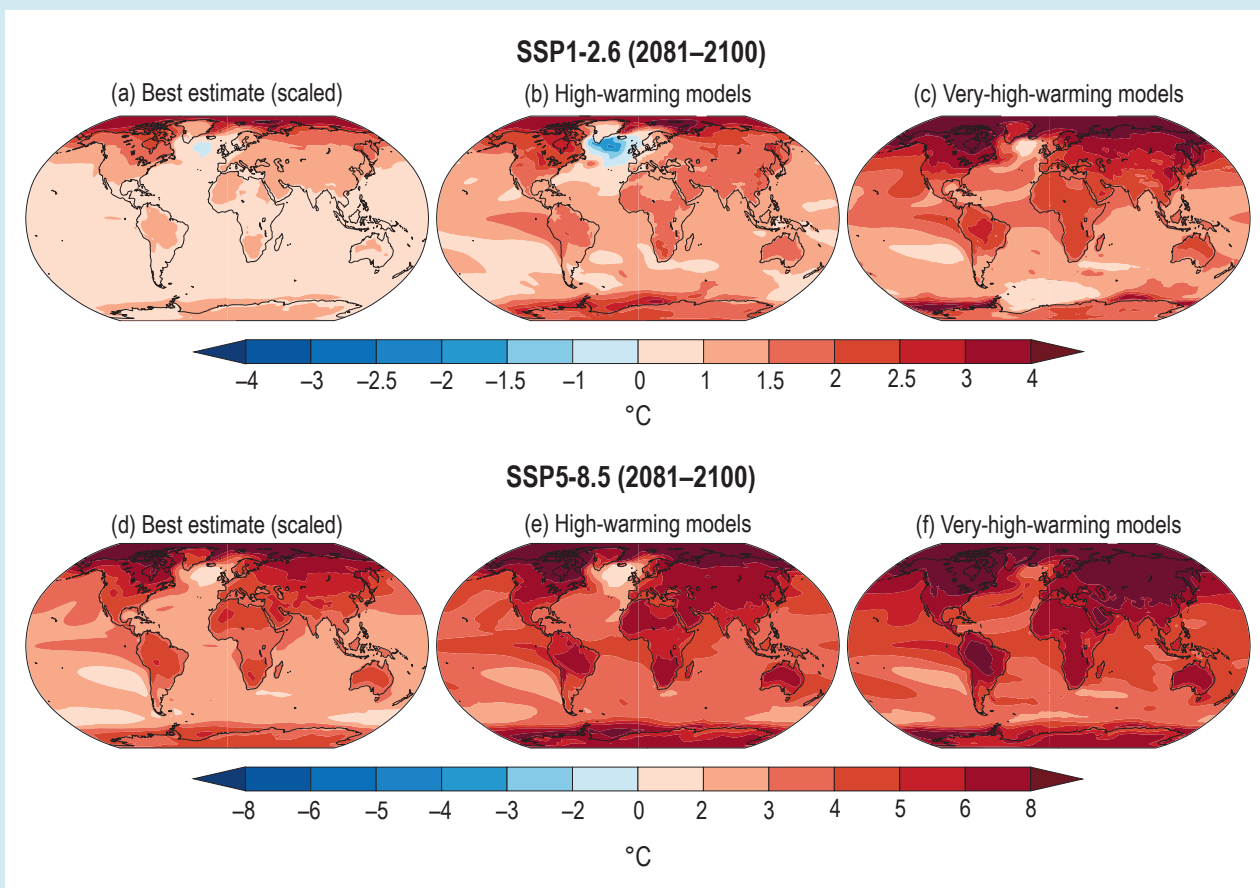 SSP1-2.6 (2081–2100)
(a) Best estimate (scaled)
(b) High-warming models
(c) Very-high-warming models
–4 –3 –2.5 –2 –1.5 –1 0 1 1.5 2 2.5 3 4
°C
SSP5-8.5 (2081–2100)
(d) Best estimate (scaled)
(e) High-warming models
(f) Very-high-warming models
–8 –6 –5 –4 –3 –2 0 2 3 4 5 6 8
°C